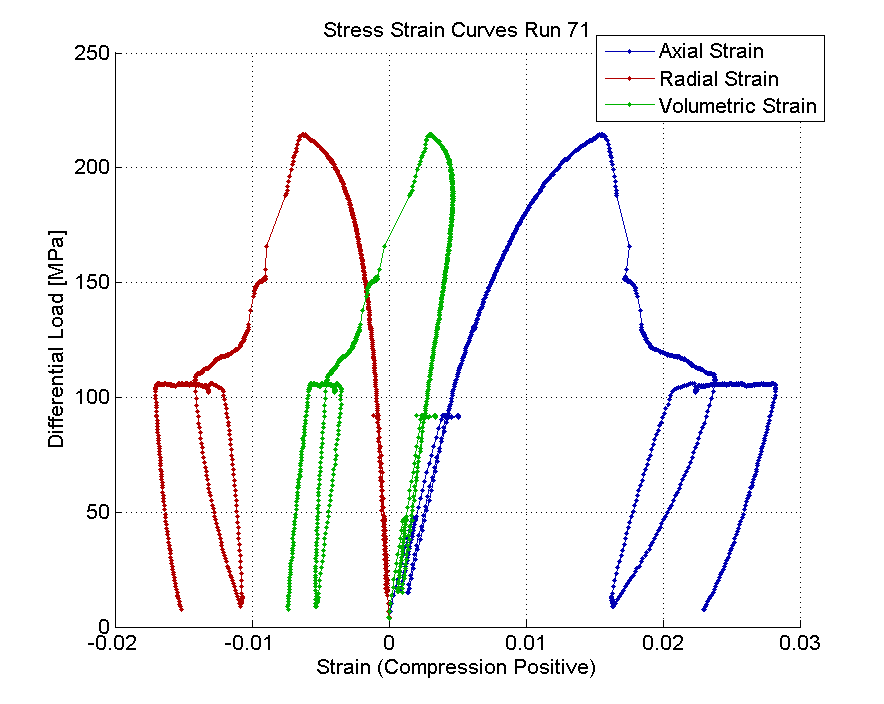 Stress Strain Curves Run 71
Axial Strain
Radial Strain
Volumetric Strain
Differential Load [MPa]
250
200
150
100
50
0
-0.02 -0.01 0 0.01 0.02 0.03
Strain (Compression Positive)